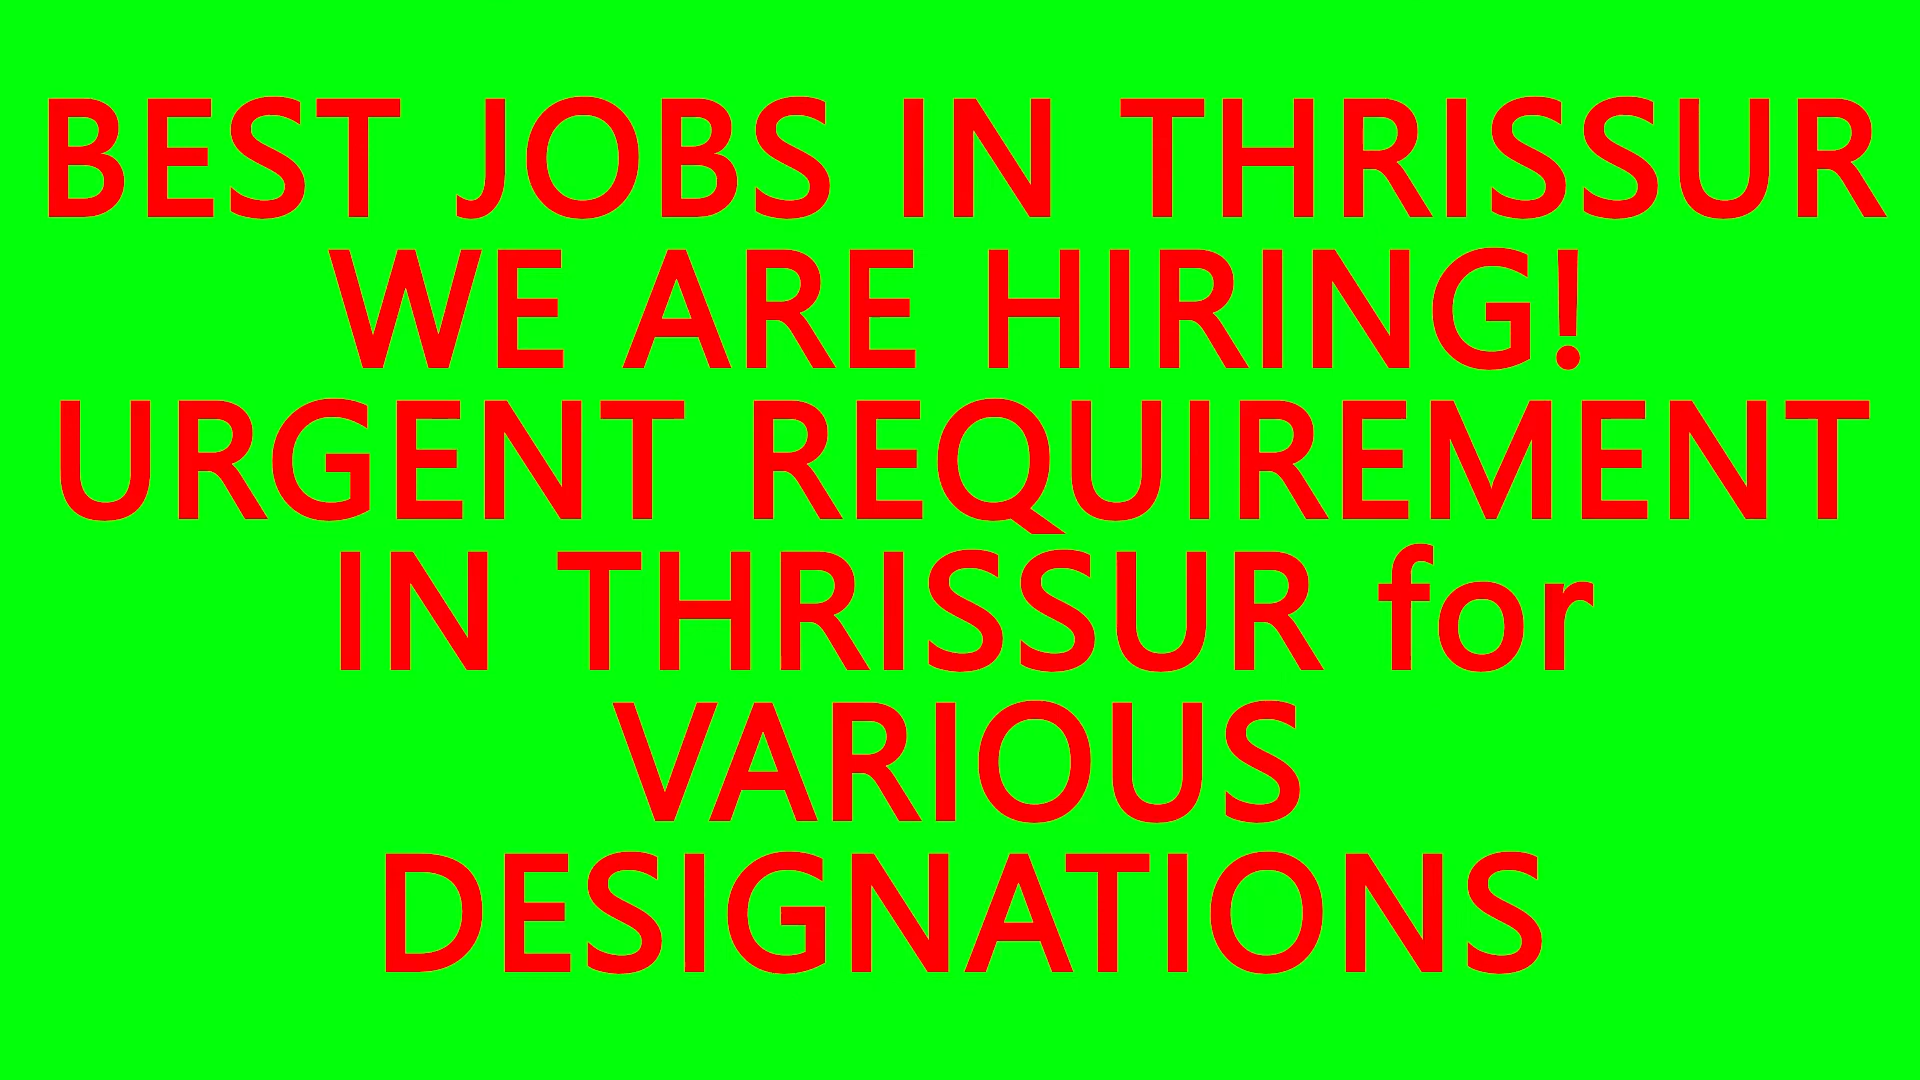 BEST JOBS IN THRISSUR
WE ARE HIRING!
URGENT REQUIREMENT
IN THRISSUR for
VARIOUS
DESIGNATIONS